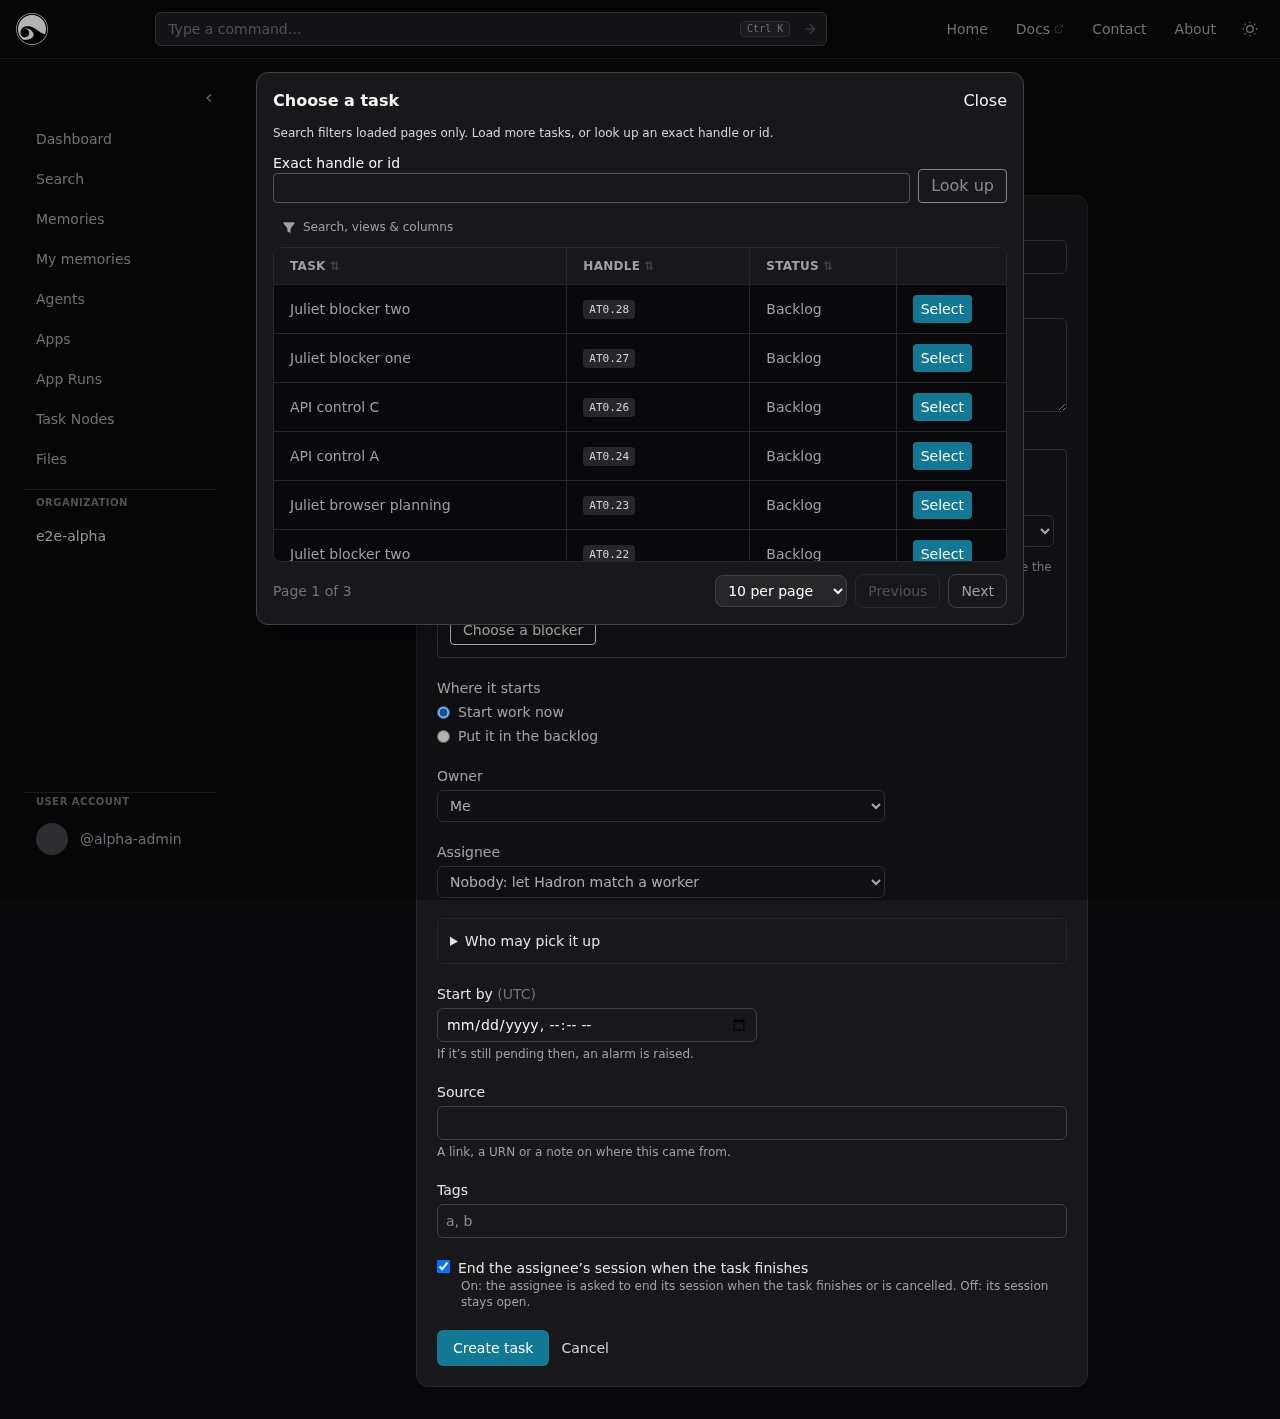 Type a command...
Ctrl K
Home
Docs
Contact
About
Dashboard
Search
Memories
My memories
Agents
Apps
App Runs
Task Nodes
Files
ORGANIZATION
e2e-alpha
USER ACCOUNT
@alpha-admin
Choose a task
Close
Search filters loaded pages only. Load more tasks, or look up an exact handle or id.
Exact handle or id
Look up
Search, views & columns
TASK HANDLE STATUS
Juliet blocker two AT0.28 Backlog Select
Juliet blocker one AT0.27 Backlog Select
API control C AT0.26 Backlog Select
API control A AT0.24 Backlog Select
Juliet browser planning AT0.23 Backlog Select
Juliet blocker two AT0.22 Backlog Select
Page 1 of 3
10 per page
Previous
Next
e the
Choose a blocker
Where it starts
Start work now
Put it in the backlog
Owner
Me
Assignee
Nobody: let Hadron match a worker
Who may pick it up
Start by (UTC)
mm/dd/yyyy, --:-- --
If it's still pending then, an alarm is raised.
Source
A link, a URN or a note on where this came from.
Tags
a, b
End the assignee’s session when the task finishes
On: the assignee is asked to end its session when the task finishes or is cancelled. Off: its session
stays open.
Create task
Cancel